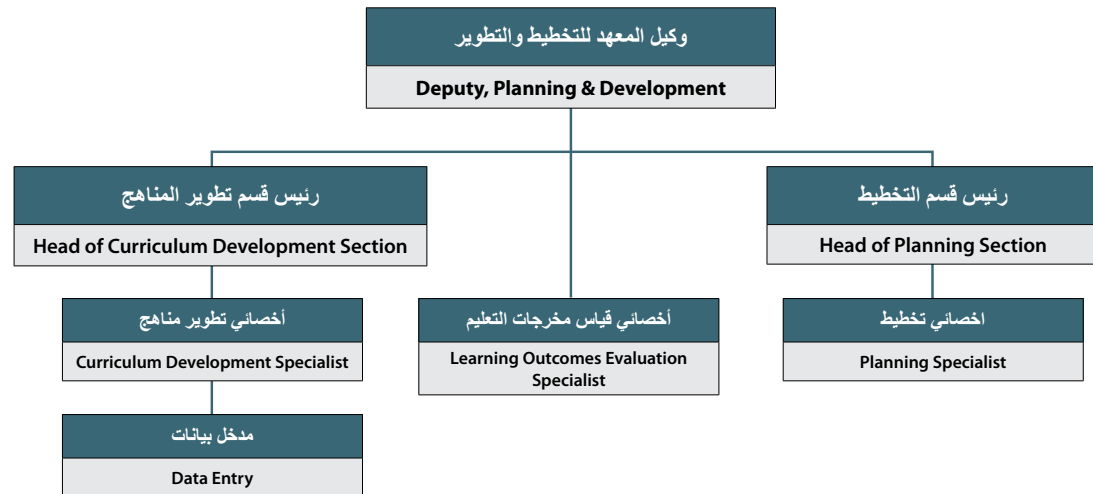 وكيل المعهد للتخطيط والتطوير
Deputy, Planning & Development
رئيس قسم تطوير المناهج
Head of Curriculum Development Section
رئيس قسم التخطيط
Head of Planning Section
أخصائي تطوير مناهج
Curriculum Development Specialist
أخصائي قياس مخرجات التعليم
Learning Outcomes Evaluation
Specialist
اخصائي تخطيط
Planning Specialist
مدخل بيانات
Data Entry